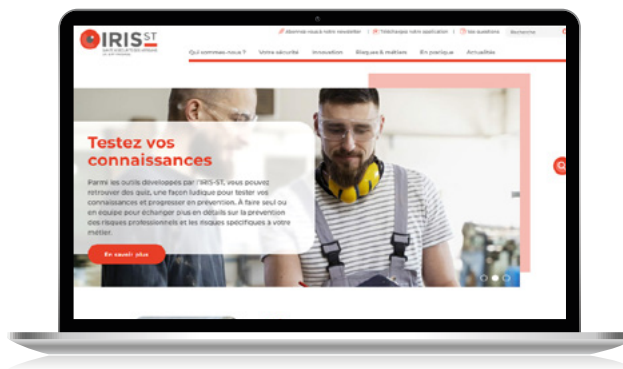 IRIS ST
Abonnez-vous à notre newsletter | Téléchargez notre application | Vos questions
Recherche
Qui sommes-nous ? Votre sécurité Innovation Risques & métiers En pratique Actualités
Testez vos
connaissances
Parmi les outils développés par l'IRIS-ST, vous pouvez
retrouver des quiz, une façon ludique pour tester vos
connaissances et progresser en prévention. À faire seul ou
en équipe pour échanger plus en détails sur la prévention
des risques professionnels et les risques spécifiques à votre
métier.
En savoir plus